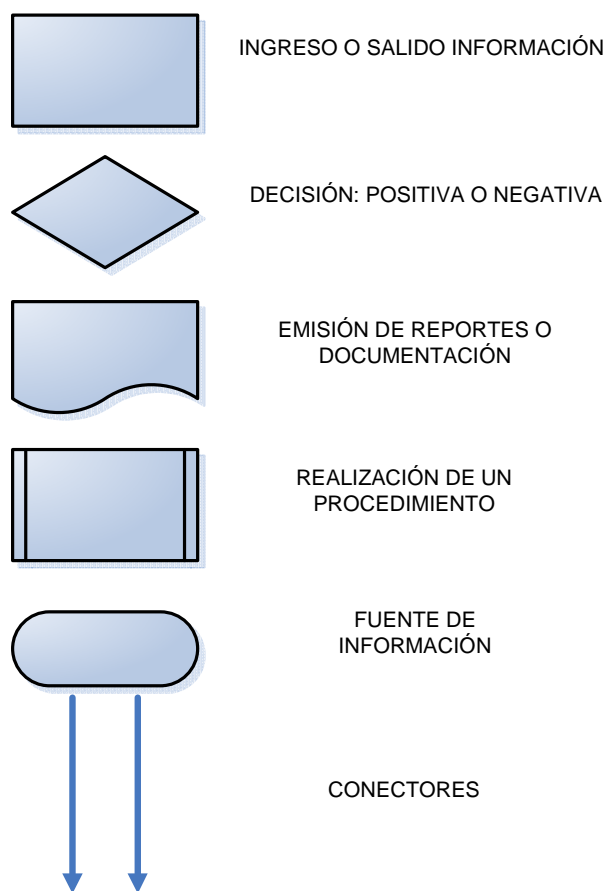 INGRESO O SALIDO INFORMACIÓN
DECISIÓN: POSITIVA O NEGATIVA
EMISIÓN DE REPORTES O
DOCUMENTACIÓN
REALIZACIÓN DE UN
PROCEDIMIENTO
FUENTE DE
INFORMACIÓN
CONECTORES